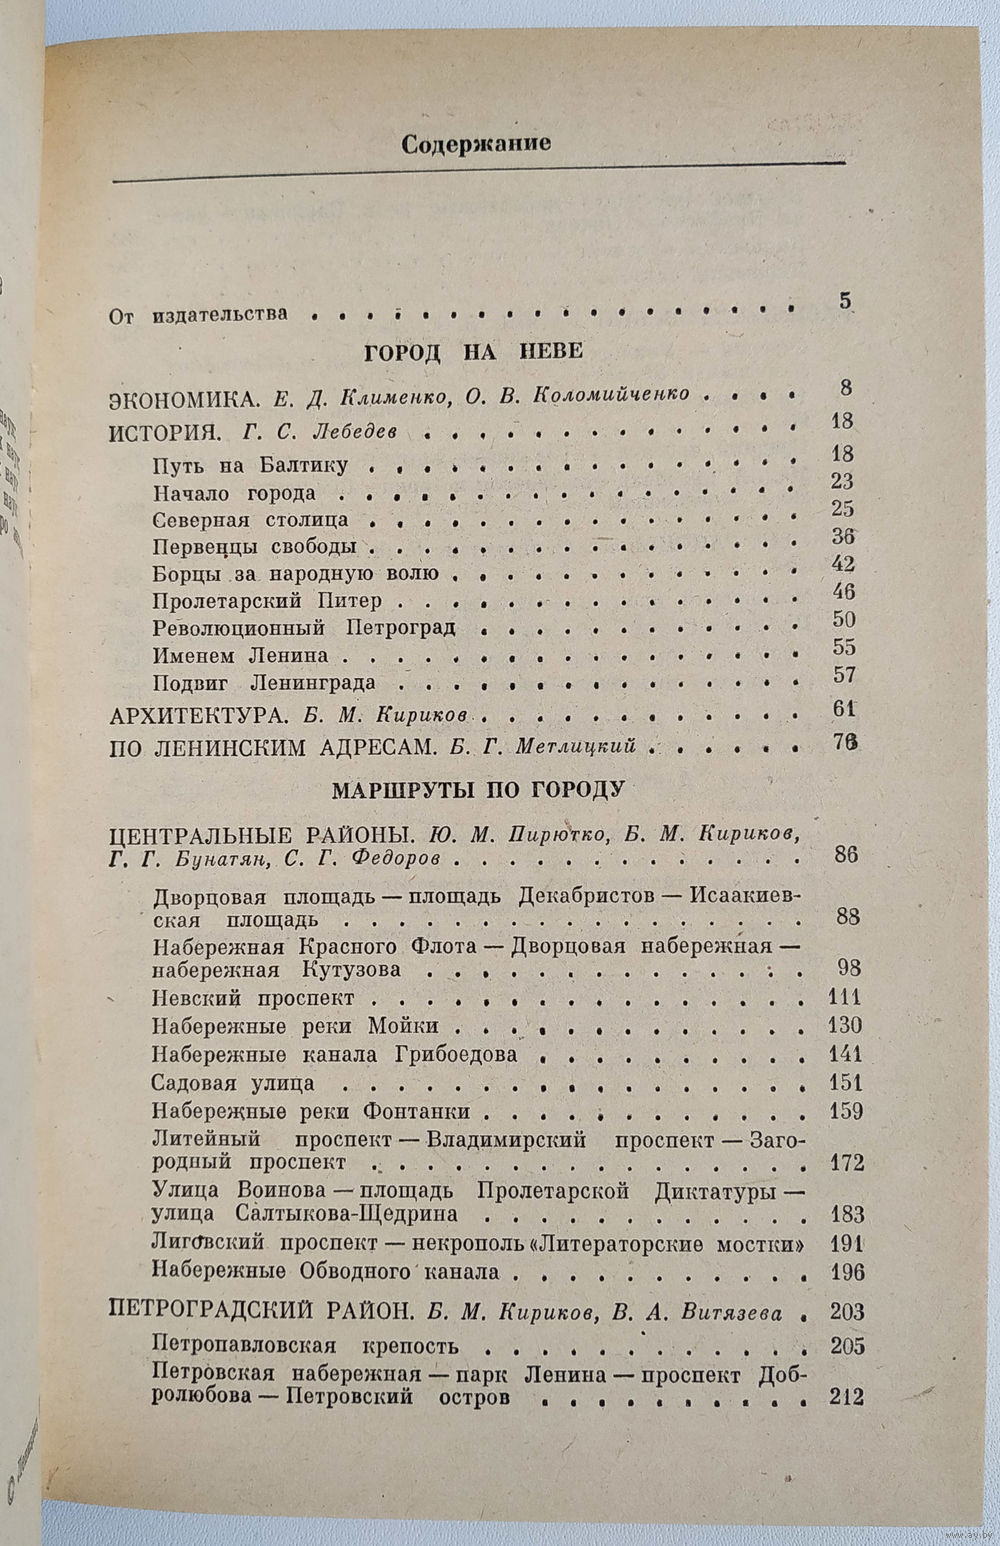 Содержание
От издательства . . . . . . . . . . . . . . . . . . 5
ГОРОД НА НЕВЕ
ЭКОНОМИКА. Е. Д. Клименко, О. В. Коломийченко . . . . 8
ИСТОРИЯ. Г. С. Лебедев . . . . . . . . . . . . . . 18
Путь на Балтику . . . . . . . . . . . . . . . . 18
Начало города . . . . . . . . . . . . . . . . . 23
Северная столица . . . . . . . . . . . . . . . . 25
Первенцы свободы . . . . . . . . . . . . . . . . 36
Борцы за народную волю . . . . . . . . . . . . . 42
Пролетарский Питер . . . . . . . . . . . . . . . 46
Революционный Петроград . . . . . . . . . . . . 50
Именем Ленина . . . . . . . . . . . . . . . . . 55
Подвиг Ленинграда . . . . . . . . . . . . . . . 57
АРХИТЕКТУРА. Б. М. Кириков . . . . . . . . . . . . 61
ПО ЛЕНИНСКИМ АДРЕСАМ. Б. Г. Метлицкий . . . . . . 76
МАРШРУТЫ ПО ГОРОДУ
ЦЕНТРАЛЬНЫЕ РАЙОНЫ. Ю. М. Пирютко, Б. М. Кириков,
Г. Г. Бунатян, С. Г. Федоров . . . . . . . . . . . . . 86
Дворцовая площадь — площадь Декабристов — Исаакиев-
ская площадь . . . . . . . . . . . . . . . . . 88
Набережная Красного Флота — Дворцовая набережная —
набережная Кутузова . . . . . . . . . . . . . . 98
Невский проспект . . . . . . . . . . . . . . . . 111
Набережные реки Мойки . . . . . . . . . . . . . 130
Набережные канала Грибоедова . . . . . . . . . . 141
Садовая улица . . . . . . . . . . . . . . . . . 151
Набережные реки Фонтанки . . . . . . . . . . . . 159
Литейный проспект — Владимирский проспект — Заго-
родный проспект . . . . . . . . . . . . . . . . 172
Улица Воинова — площадь Пролетарской Диктатуры —
улица Салтыкова-Щедрина . . . . . . . . . . . . 183
Лиговский проспект — некрополь «Литераторские мостки» 191
Набережные Обводного канала . . . . . . . . . . . 196
ПЕТРОГРАДСКИЙ РАЙОН. Б. М. Кириков, В. А. Витязева . 203
Петропавловская крепость . . . . . . . . . . . . 205
Петровская набережная — парк Ленина — проспект Доб-
ролюбова — Петровский остров . . . . . . . . . . 212
www.ay.by